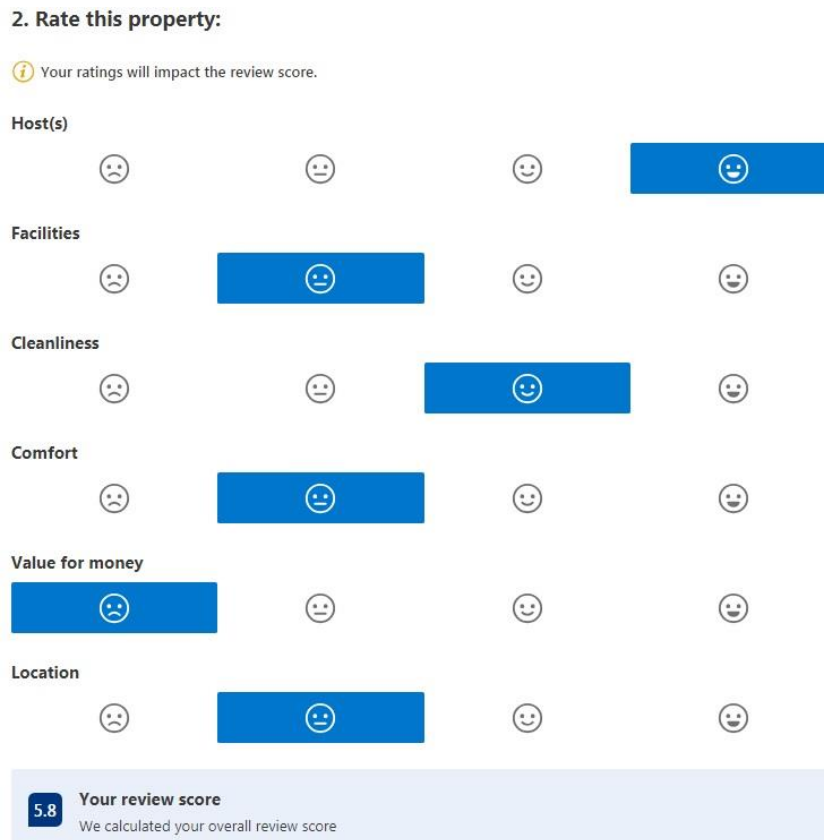 2. Rate this property:
Your ratings will impact the review score.
Host(s)
Facilities
Cleanliness
Comfort
Value for money
Location
5.8
Your review score
We calculated your overall review score